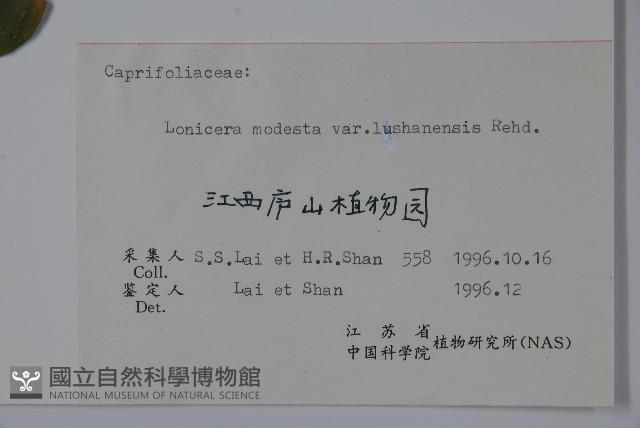 Caprifoliaceae:
Lonicera modesta var.lushanensis Rehd.
江西庐山植物园
采集人 S.S.Lai et H.R.Shan 558 1996.10.16
Coll.
鉴定人 Lai et Shan 1996.12
Det.
江苏省
中国科学院 植物研究所(NAS)
國立自然科學博物館
NATIONAL MUSEUM OF NATURAL SCIENCE